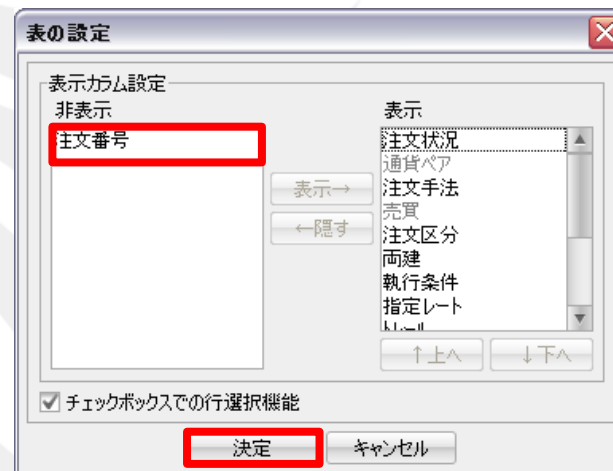 表の設定
表示カラム設定
非表示
表示
注文番号
注文状況
通貨ペア
注文手法
売買
注文区分
両建
執行条件
指定レート
トレール
表示→
←隠す
↑上へ
↓下へ
チェックボックスでの行選択機能
決定
キャンセル